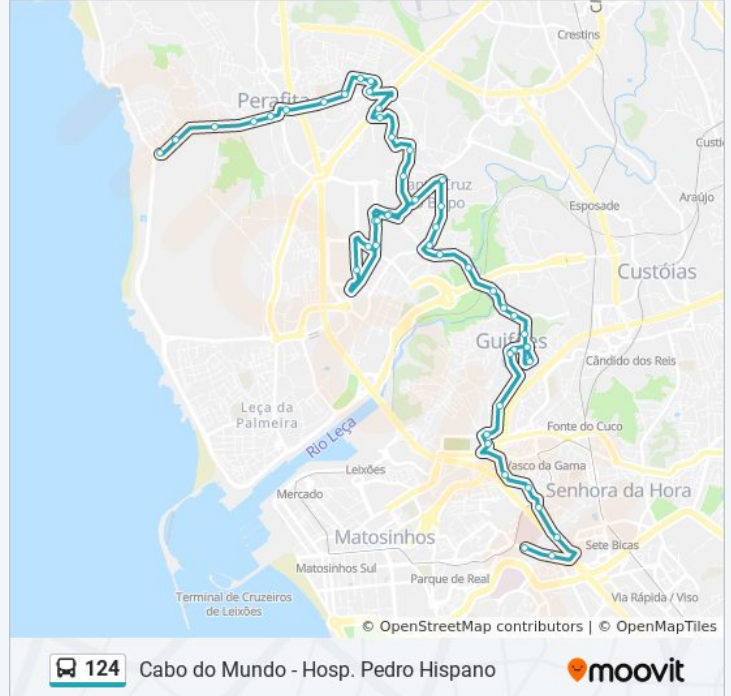 Crestins
Perafita
Custó
Santa Cruz
do Bispo
Araújo
Esposade
Custóias
Guifões
Cândido dos Reis
Leça da
Palmeira
Rio Leça
Fonte do Cuco
Leixões
Vasco da Gama
Mercado
Senhora da Hora
Matosinhos
Sete Bicas
Matosinhos Sul
Parque de Real
Terminal de Cruzeiros
de Leixões
Via Rápida / Viso
© OpenStreetMap contributors | © OpenMapTiles
124 Cabo do Mundo - Hosp. Pedro Hispano
moovit